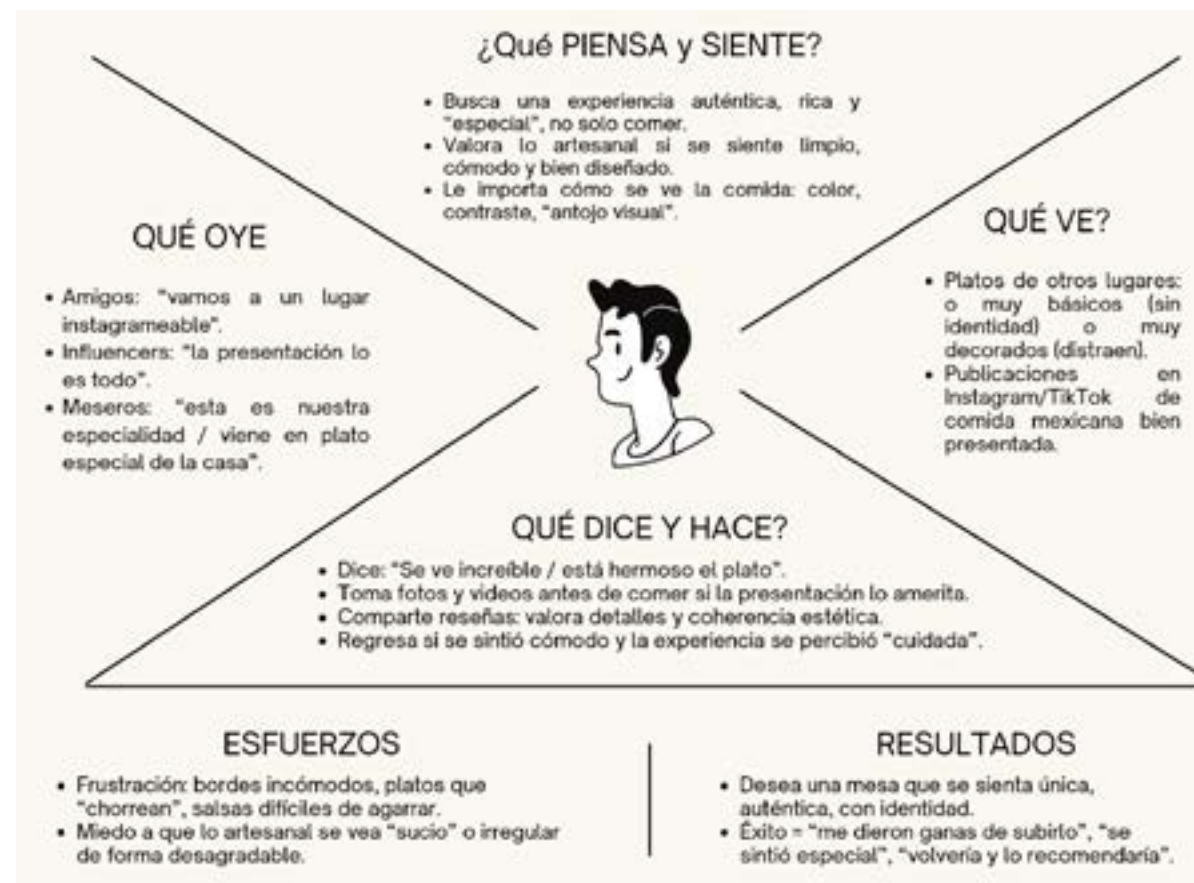 ¿Qué PIENSA y SIENTE?
• Busca una experiencia auténtica, rica y
"especial", no solo comer.
• Valora lo artesanal si se siente limpio,
cómodo y bien diseñado.
• Le importa cómo se ve la comida: color,
contraste, "antojo visual".
QUÉ OYE
• Amigos: "vamos a un lugar
instagrameable".
• Influencers: "la presentación lo
es todo".
• Meseros: "esta es nuestra
especialidad / viene en plato
especial de la casa".
QUÉ VE?
• Platos de otros lugares:
o muy básicos (sin
identidad) o muy
decorados (distraen).
• Publicaciones en
Instagram/TikTok de
comida mexicana bien
presentada.
QUÉ DICE Y HACE?
• Dice: "Se ve increíble / está hermoso el plato".
• Toma fotos y videos antes de comer si la presentación lo amerita.
• Comparte reseñas: valora detalles y coherencia estética.
• Regresa si se sintió cómodo y la experiencia se percibió "cuidada".
ESFUERZOS
• Frustración: bordes incómodos, platos que
"chorrean", salsas difíciles de agarrar.
• Miedo a que lo artesanal se vea "sucio" o irregular
de forma desagradable.
RESULTADOS
• Desea una mesa que se sienta única,
auténtica, con identidad.
• Éxito = "me dieron ganas de subirlo", "se
sintió especial", "volvería y lo recomendaría".